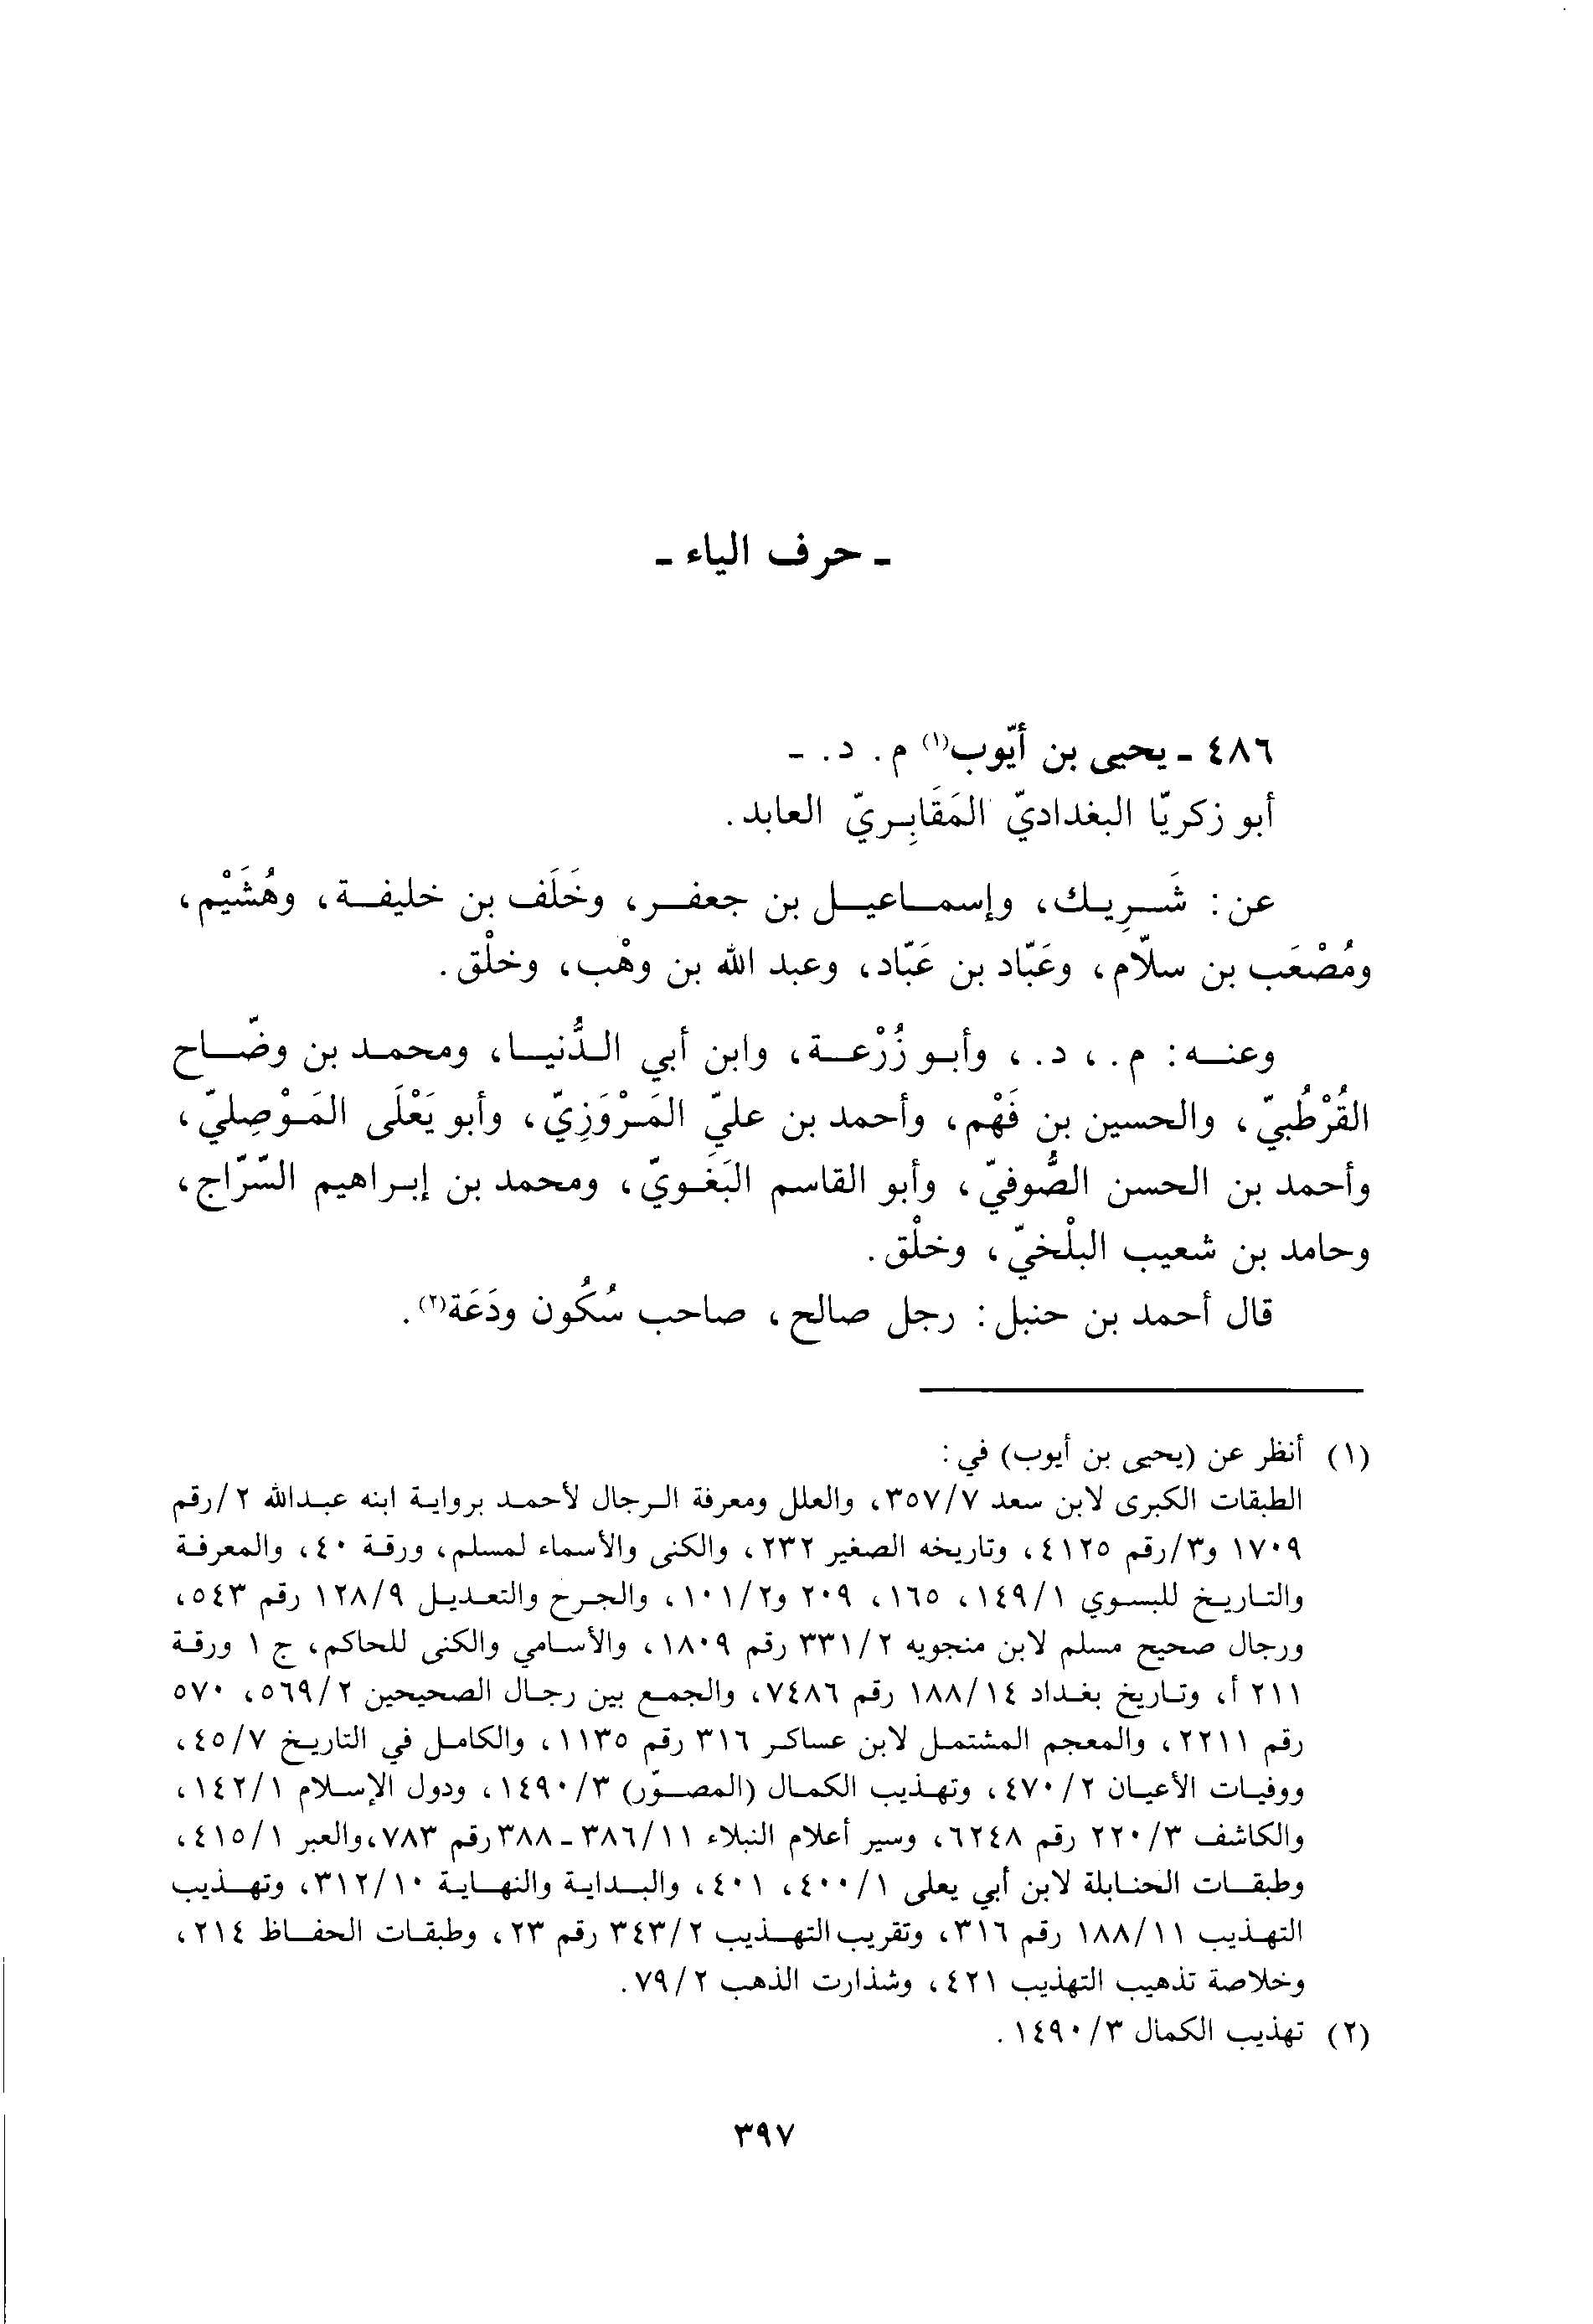 - حرف الياء -
٤٨٦ - يحيى بن أيّوب(١) م. د. -
أبو زكريّا البغداديّ المَقَابِريّ العابد.
عن: شَرِيك، وإسماعيل بن جعفر، وخَلَف بن خليفة، وهُشَيْم،
ومُصْعَب بن سلّام، وعَبّاد بن عَبّاد، وعبد الله بن وهْب، وخلْق.
وعنه: م.، د.، وأبو زُرْعة، وابن أبي الدُّنيا، ومحمد بن وضّاح
القُرْطُبيّ، والحسين بن فَهْم، وأحمد بن عليّ المَرْوَزِيّ، وأبو يَعْلَى المَوْصِليّ،
وأحمد بن الحسن الصُّوفيّ، وأبو القاسم البَغَويّ، ومحمد بن إبراهيم السّرّاج،
وحامد بن شعيب البلْخيّ، وخلْق.
قال أحمد بن حنبل: رجل صالح، صاحب سُكُون ودَعَة(٢).
(١) أنظر عن (يحيى بن أيوب) في:
الطبقات الكبرى لابن سعد ٣٥٧/٧، والعلل ومعرفة الرجال لأحمد برواية ابنه عبدالله ٢/رقم
١٧٠٩ و٣/رقم ٤١٢٥، وتاريخه الصغير ٢٣٢، والكنى والأسماء لمسلم، ورقة ٤٠، والمعرفة
والتاريخ للبسوي ١٤٩/١، ١٦٥، ٢٠٩ و١٠١/٢، والجرح والتعديل ١٢٨/٩ رقم ٥٤٣،
ورجال صحيح مسلم لابن منجويه ٣٣١/٢ رقم ١٨٠٩، والأسامي والكنى للحاكم، ج ١ ورقة
٢١١ أ، وتاريخ بغداد ١٨٨/١٤ رقم ٧٤٨٦، والجمع بين رجال الصحيحين ٥٦٩/٢، ٥٧٠
رقم ٢٢١١، والمعجم المشتمل لابن عساكر ٣١٦ رقم ١١٣٥، والكامل في التاريخ ٤٥/٧،
ووفيات الأعيان ٤٧٠/٢، وتهذيب الكمال (المصوّر) ١٤٩٠/٣، ودول الإسلام ١٤٢/١،
والكاشف ٢٢٠/٣ رقم ٦٢٤٨، وسير أعلام النبلاء ٣٨٦/١١ - ٣٨٨ رقم ٧٨٣، والعبر ٤١٥/١،
وطبقات الحنابلة لابن أبي يعلى ٤٠٠/١، ٤٠١، والبداية والنهاية ٣١٢/١٠، وتهذيب
التهذيب ١٨٨/١١ رقم ٣١٦، وتقريب التهذيب ٣٤٣/٢ رقم ٢٣، وطبقات الحفاظ ٢١٤،
وخلاصة تذهيب التهذيب ٤٢١، وشذارت الذهب ٧٩/٢.
(٢) تهذيب الكمال ١٤٩٠/٣.
٣٩٧